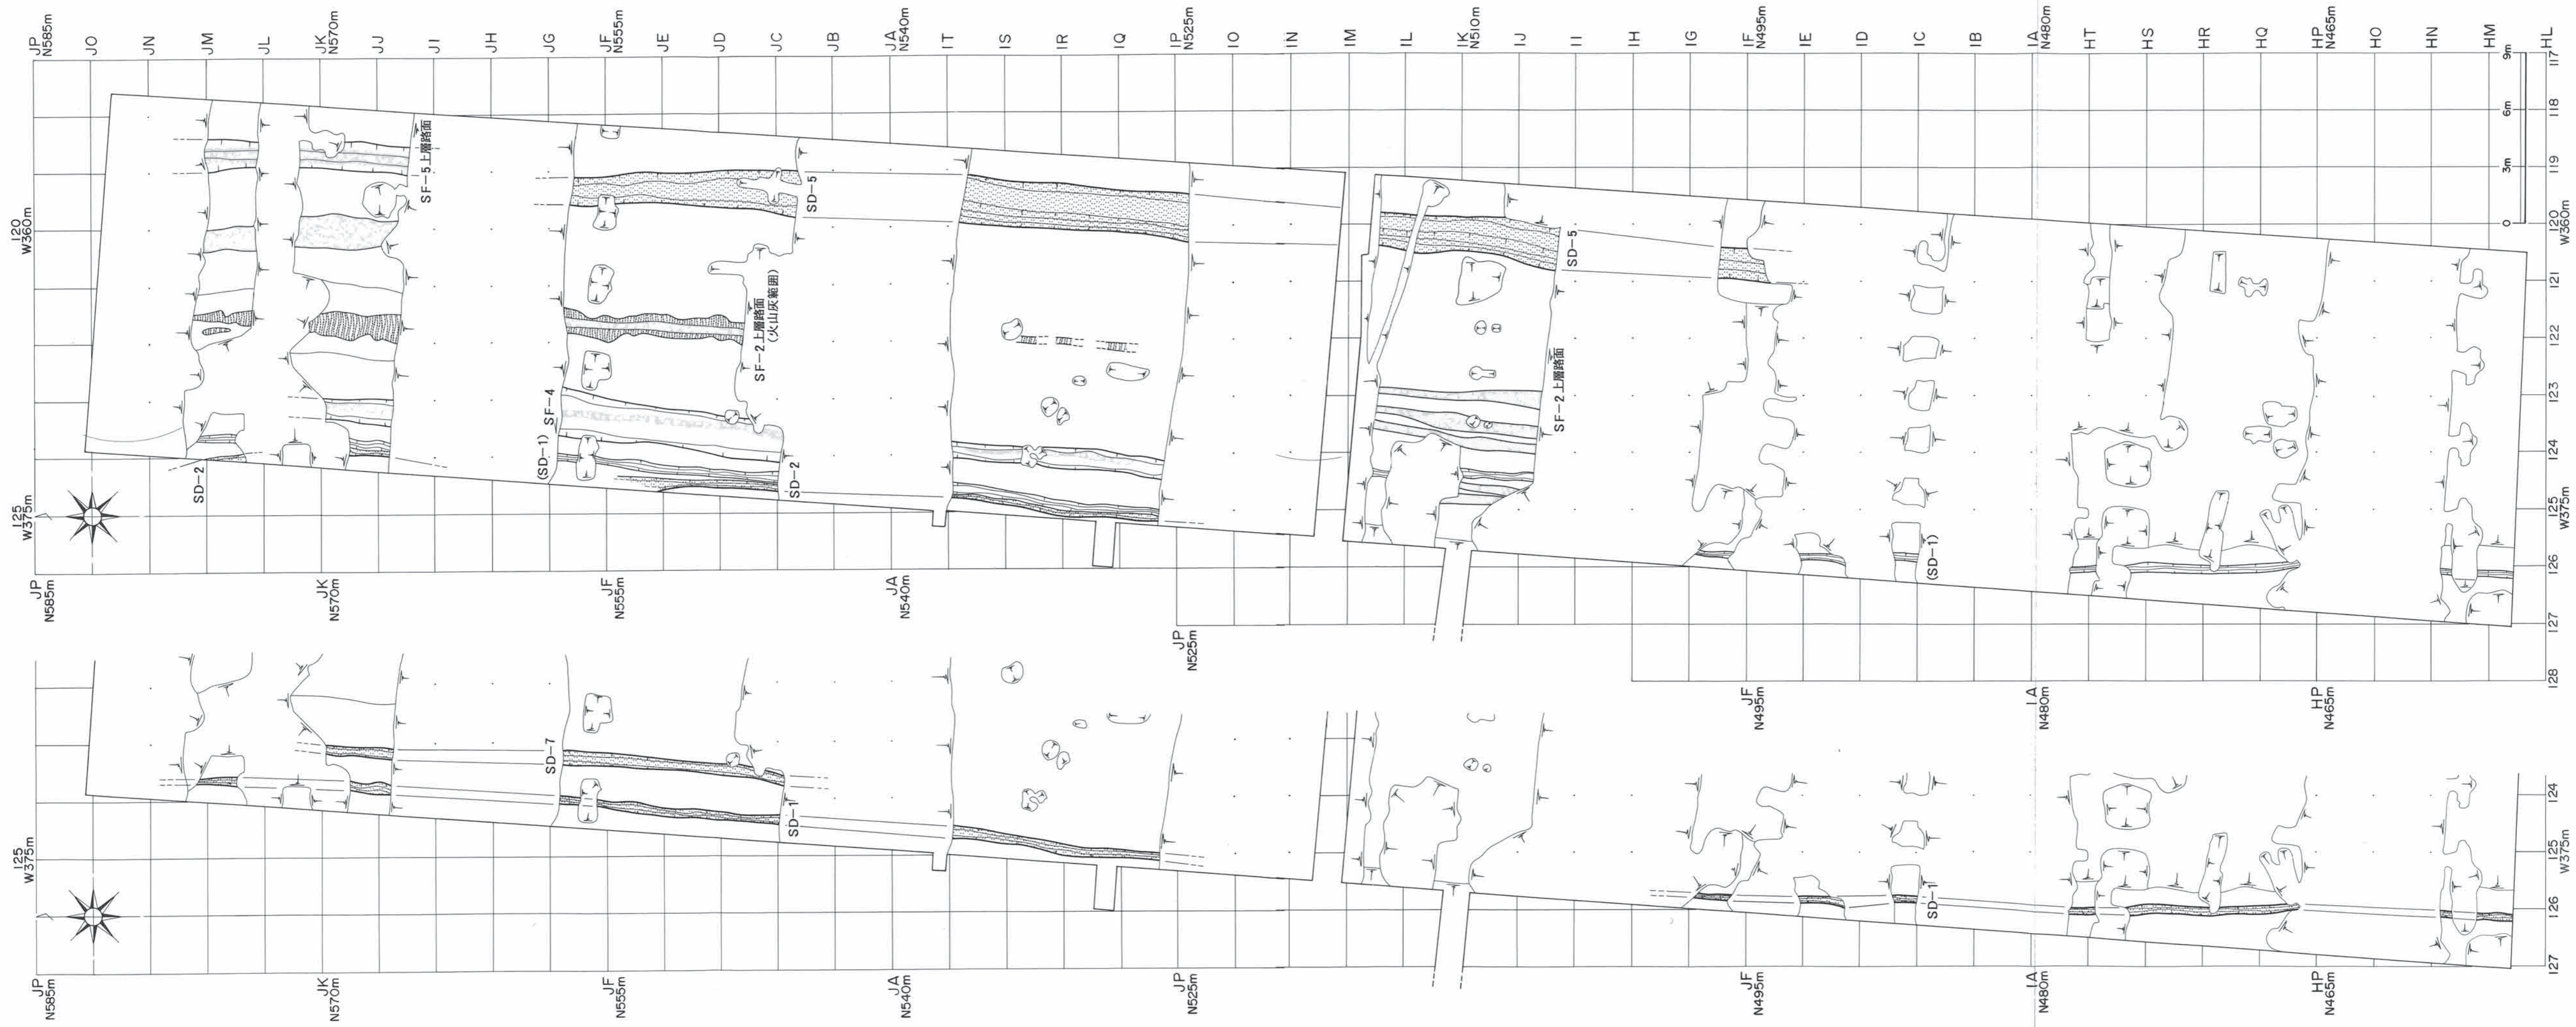 JP
N585m
JO
JN
JM
JL
JK
N570m
JJ
JI
JH
JG
JF
N555m
JE
JD
JC
JB
JA
N540m
IT
IS
IR
IQ
IP
N525m
IO
IN
IM
IL
IK
N510m
IJ
II
IH
IG
IF
N495m
IE
ID
IC
IB
IA
N480m
HT
HS
HR
HQ
HP
N465m
HO
HN
HM
HL
117
118
119
120
W360m
121
122
123
124
125
W375m
126
127
128
9m
6m
3m
0
120
W360m
125
W375m
SF-5上層路面
SD-5
SF-2上層路面
(火山灰範囲)
SF-4
(SD-1)
SD-2
SD-2
SD-5
SF-2上層路面
(SD-1)
JP
N585m
JK
N570m
JF
N555m
JA
N540m
JP
N525m
JF
N495m
IA
N480m
HP
N465m
125
W375m
SD-7
SD-1
SD-1
124
125
W375m
126
127
JP
N585m
JK
N570m
JF
N555m
JA
N540m
JP
N525m
JF
N495m
IA
N480m
HP
N465m